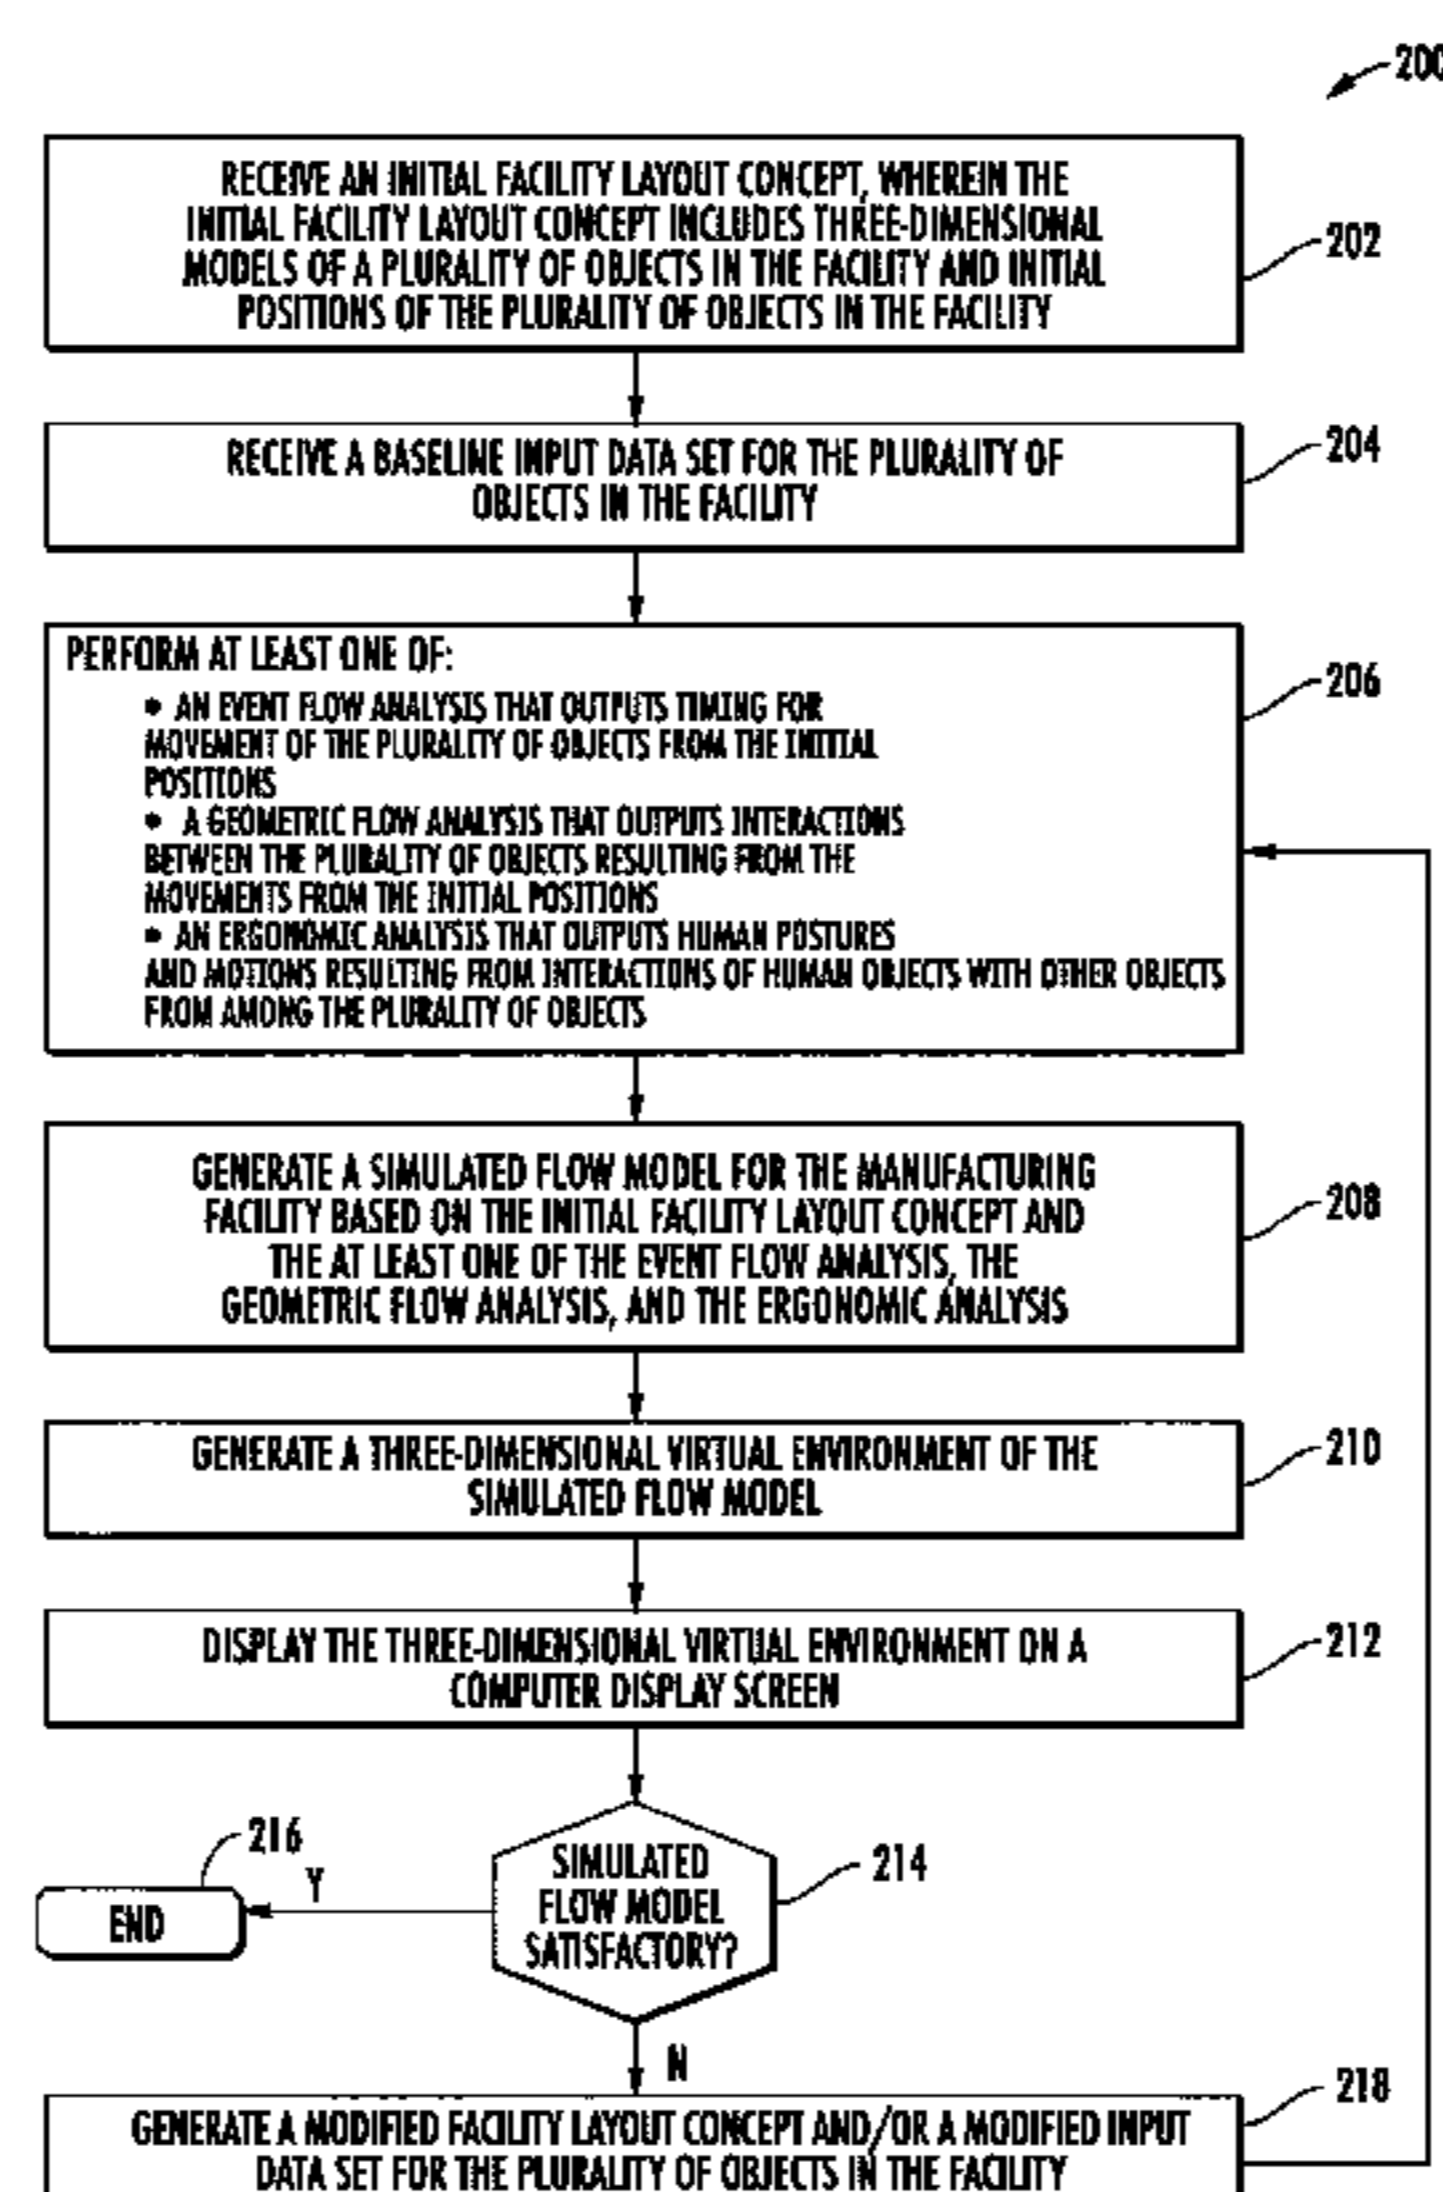 200
RECEIVE AN INITIAL FACILITY LAYOUT CONCEPT, WHEREIN THE
INITIAL FACILITY LAYOUT CONCEPT INCLUDES THREE-DIMENSIONAL
MODELS OF A PLURALITY OF OBJECTS IN THE FACILITY AND INITIAL
POSITIONS OF THE PLURALITY OF OBJECTS IN THE FACILITY
202
RECEIVE A BASELINE INPUT DATA SET FOR THE PLURALITY OF
OBJECTS IN THE FACILITY
204
PERFORM AT LEAST ONE OF:
• AN EVENT FLOW ANALYSIS THAT OUTPUTS TIMING FOR
MOVEMENT OF THE PLURALITY OF OBJECTS FROM THE INITIAL
POSITIONS
• A GEOMETRIC FLOW ANALYSIS THAT OUTPUTS INTERACTIONS
BETWEEN THE PLURALITY OF OBJECTS RESULTING FROM THE
MOVEMENTS FROM THE INITIAL POSITIONS
• AN ERGONOMIC ANALYSIS THAT OUTPUTS HUMAN POSTURES
AND MOTIONS RESULTING FROM INTERACTIONS OF HUMAN OBJECTS WITH OTHER OBJECTS
FROM AMONG THE PLURALITY OF OBJECTS
206
GENERATE A SIMULATED FLOW MODEL FOR THE MANUFACTURING
FACILITY BASED ON THE INITIAL FACILITY LAYOUT CONCEPT AND
THE AT LEAST ONE OF THE EVENT FLOW ANALYSIS, THE
GEOMETRIC FLOW ANALYSIS, AND THE ERGONOMIC ANALYSIS
208
GENERATE A THREE-DIMENSIONAL VIRTUAL ENVIRONMENT OF THE
SIMULATED FLOW MODEL
210
DISPLAY THE THREE-DIMENSIONAL VIRTUAL ENVIRONMENT ON A
COMPUTER DISPLAY SCREEN
212
SIMULATED
FLOW MODEL
SATISFACTORY?
214
Y
216
END
N
GENERATE A MODIFIED FACILITY LAYOUT CONCEPT AND/OR A MODIFIED INPUT
DATA SET FOR THE PLURALITY OF OBJECTS IN THE FACILITY
218